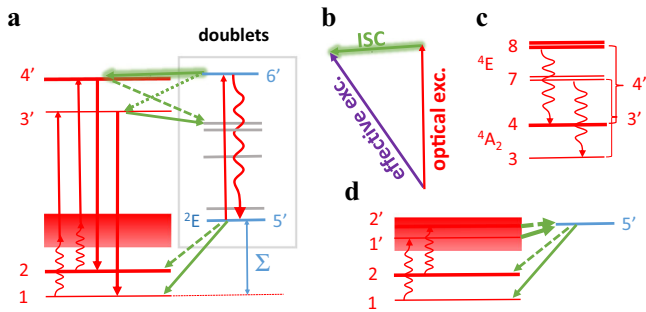 a
doublets
4’
6’
3’
²E
5’
2
Σ
1
b
ISC
effective exc.
optical exc.
c
8
⁴E
7
4’
3’
4
⁴A₂
3
d
2’
5’
1’
2
1